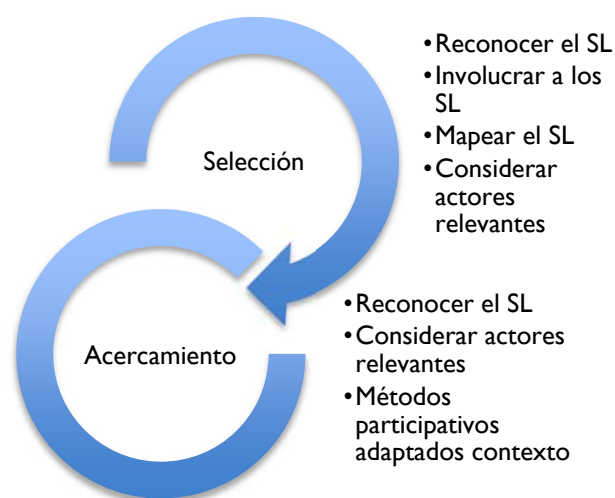 Selección
•Reconocer el SL
•Involucrar a los
SL
•Mapear el SL
•Considerar
actores
relevantes
Acercamiento
•Reconocer el SL
•Considerar actores
relevantes
•Métodos
participativos
adaptados contexto